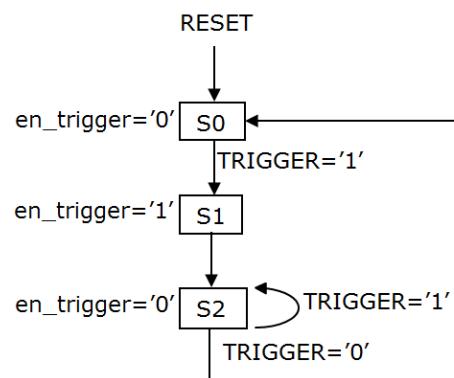 RESET
en_trigger=’0’ S0
TRIGGER=’1’
en_trigger=’1’ S1
en_trigger=’0’ S2
TRIGGER=’1’
TRIGGER=’0’